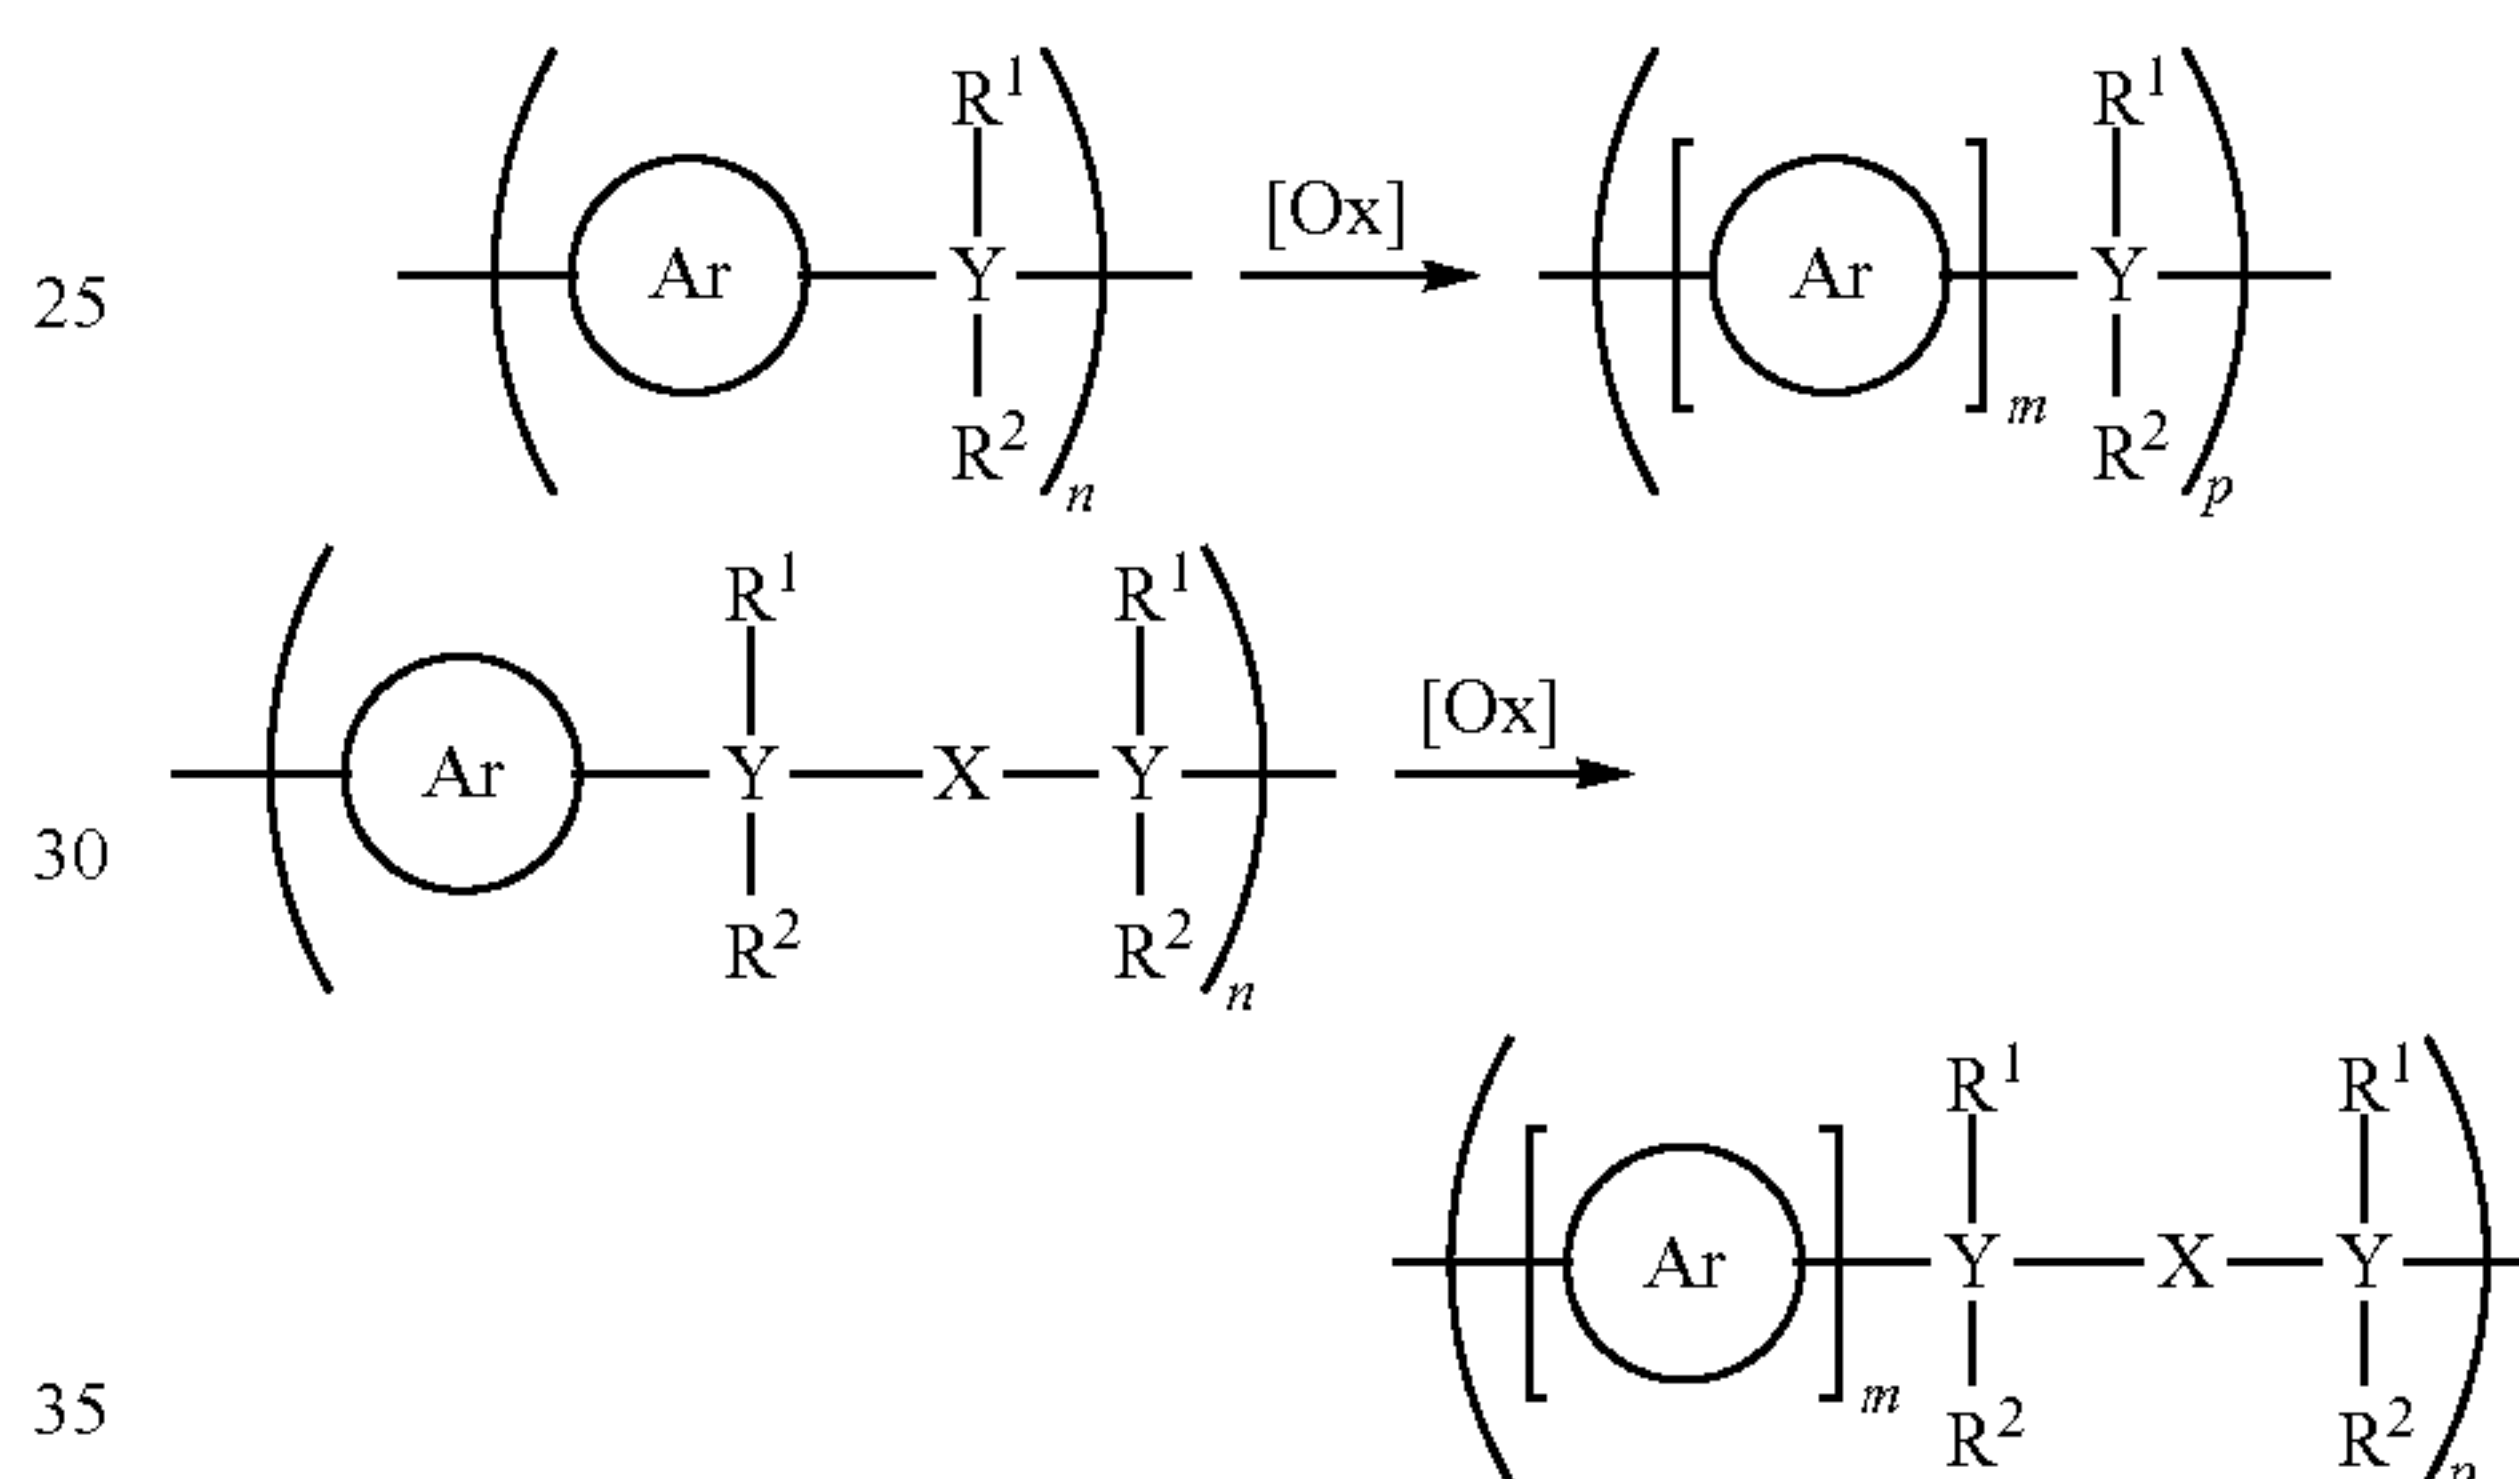 R¹ R¹
[Ox]
25 Ar Y Ar Y
m
R² R²
n p
R¹ R¹
[Ox]
Ar Y X Y
30
R² R²
n
R¹ R¹
Ar Y X Y
m
35 R² R²